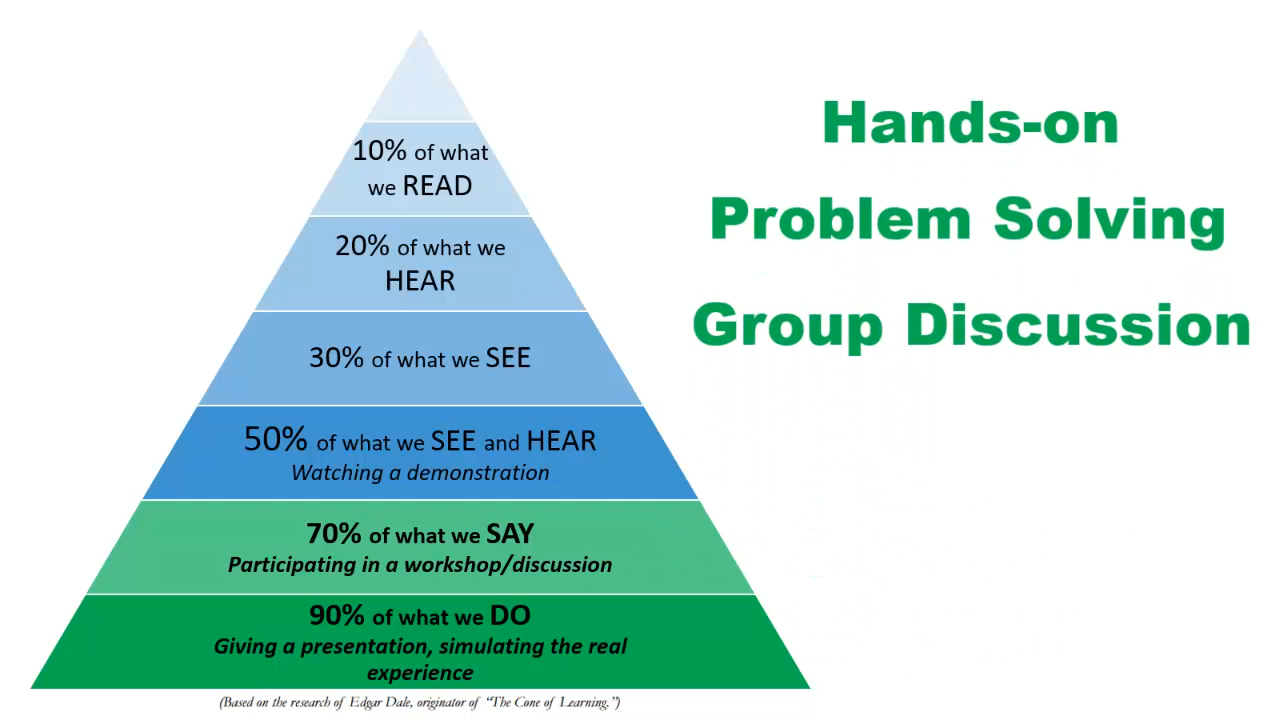 10% of what
we READ
20% of what we
HEAR
30% of what we SEE
50% of what we SEE and HEAR
Watching a demonstration
70% of what we SAY
Participating in a workshop/discussion
90% of what we DO
Giving a presentation, simulating the real
experience
(Based on the research of Edgar Dale, originator of “The Cone of Learning.”)
Hands-on
Problem Solving
Group Discussion